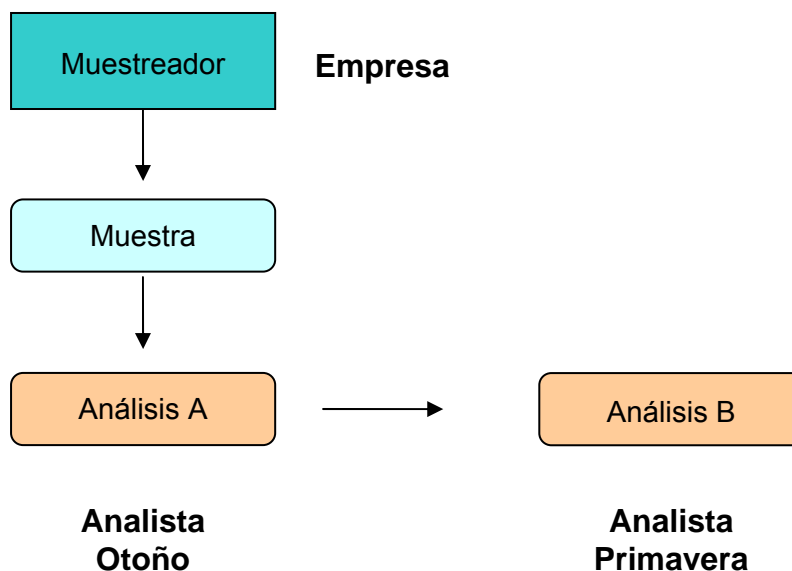 Muestreador
Empresa
Muestra
Análisis A
Análisis B
Analista
Otoño
Analista
Primavera